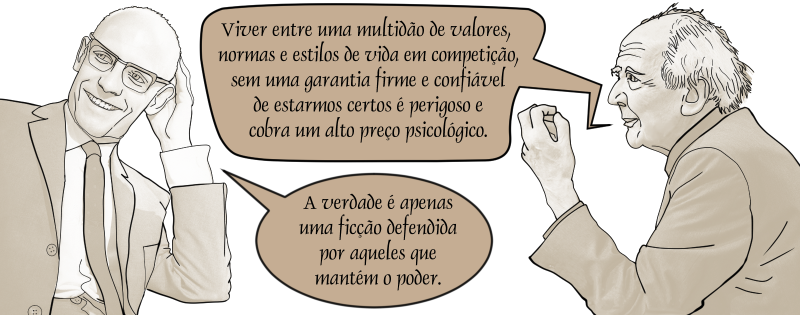 Viver entre uma multidão de valores,
normas e estilos de vida em competição,
sem uma garantia firme e confiável
de estarmos certos é perigoso e
cobra um alto preço psicológico.
A verdade é apenas
uma ficção defendida
por aqueles que
mantém o poder.